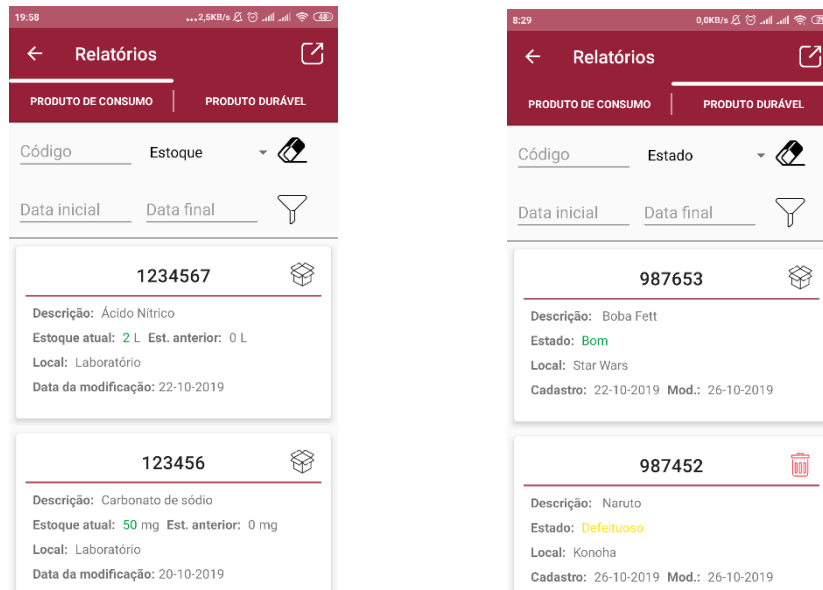 19:58
...2,5KB/s 48
Relatórios
PRODUTO DE CONSUMO PRODUTO DURÁVEL
Código Estoque
Data inicial Data final
1234567
Descrição: Ácido Nítrico
Estoque atual: 2 L Est. anterior: 0 L
Local: Laboratório
Data da modificação: 22-10-2019
123456
Descrição: Carbonato de sódio
Estoque atual: 50 mg Est. anterior: 0 mg
Local: Laboratório
Data da modificação: 20-10-2019
8:29
0,0KB/s
Relatórios
PRODUTO DE CONSUMO PRODUTO DURÁVEL
Código Estado
Data inicial Data final
987653
Descrição: Boba Fett
Estado: Bom
Local: Star Wars
Cadastro: 22-10-2019 Mod.: 26-10-2019
987452
Descrição: Naruto
Estado: Defeituoso
Local: Konoha
Cadastro: 26-10-2019 Mod.: 26-10-2019